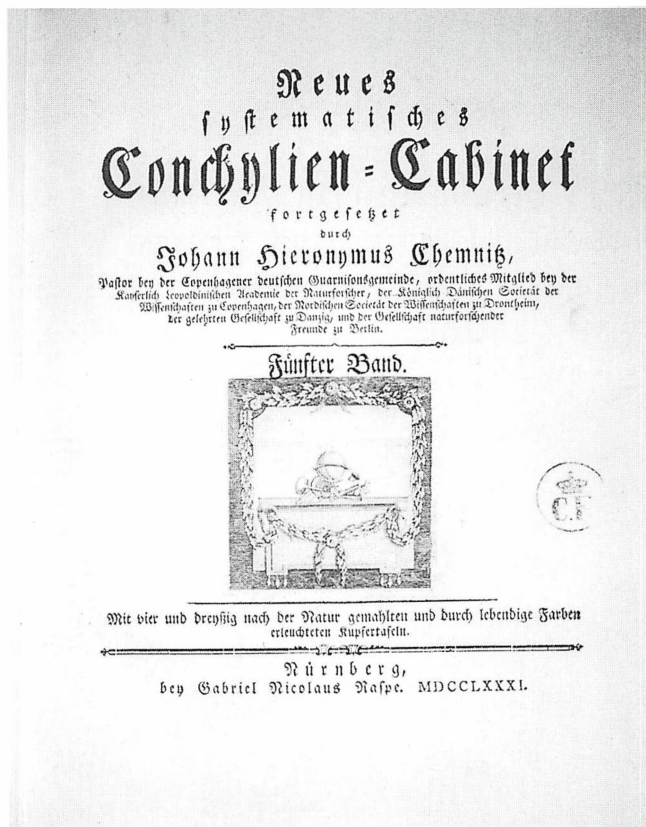 Neues
systematisches
Conchylien-Cabinet
fortgesetzet
durch
Johann Hieronymus Chemnitz,
Pastor bey der Copenhagener deutschen Guarnisonsgemeinde, ordentliches Mitglied bey der
Kayserlich Leopoldinischen Academie der Naturforscher, der Königlich Dänischen Societät der
Wissenschaften zu Copenhagen, der Nordischen Societät der Wissenschaften zu Drontheim,
der gelehrten Gesellschaft zu Danzig, und der Gesellschaft naturforschender
Freunde zu Berlin.
Fünfter Band.
C.F
Mit vier und dreyßig nach der Natur gemahlten und durch lebendige Farben
erleuchteten Kupfertafeln.
Nürnberg,
bey Gabriel Nicolaus Raspe. MDCCLXXXI.